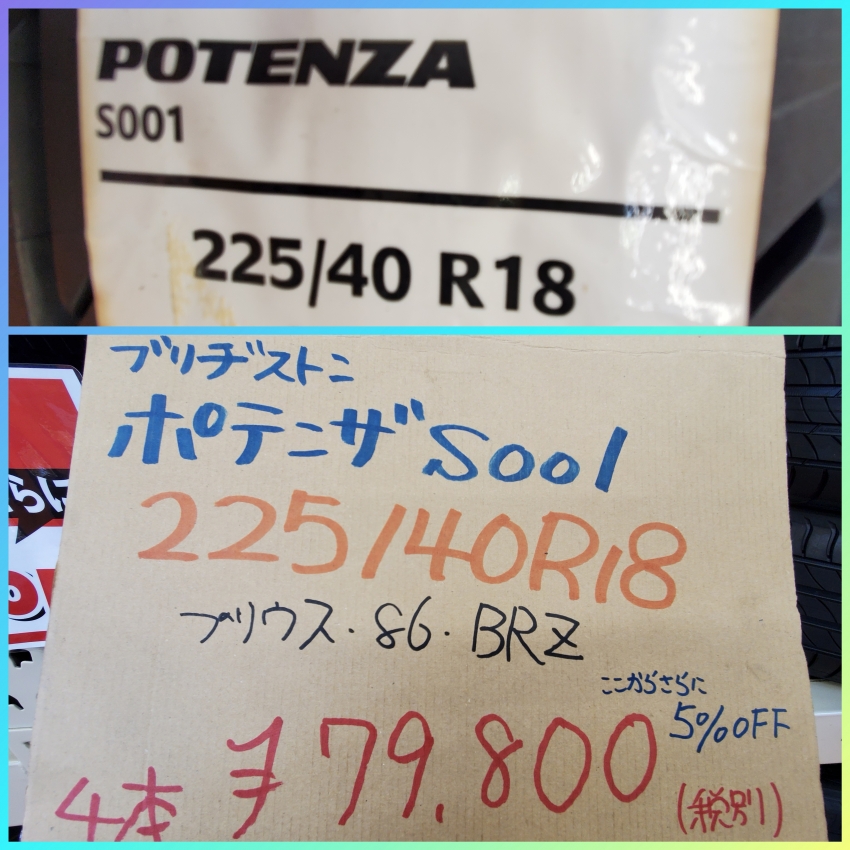 POTENZA
S001
225/40 R18
ブリヂストン
ポテンザS001
225/40R18
プリウス・86・BRZ
ここからさらに
5%OFF
4本 ¥79,800
(税別)